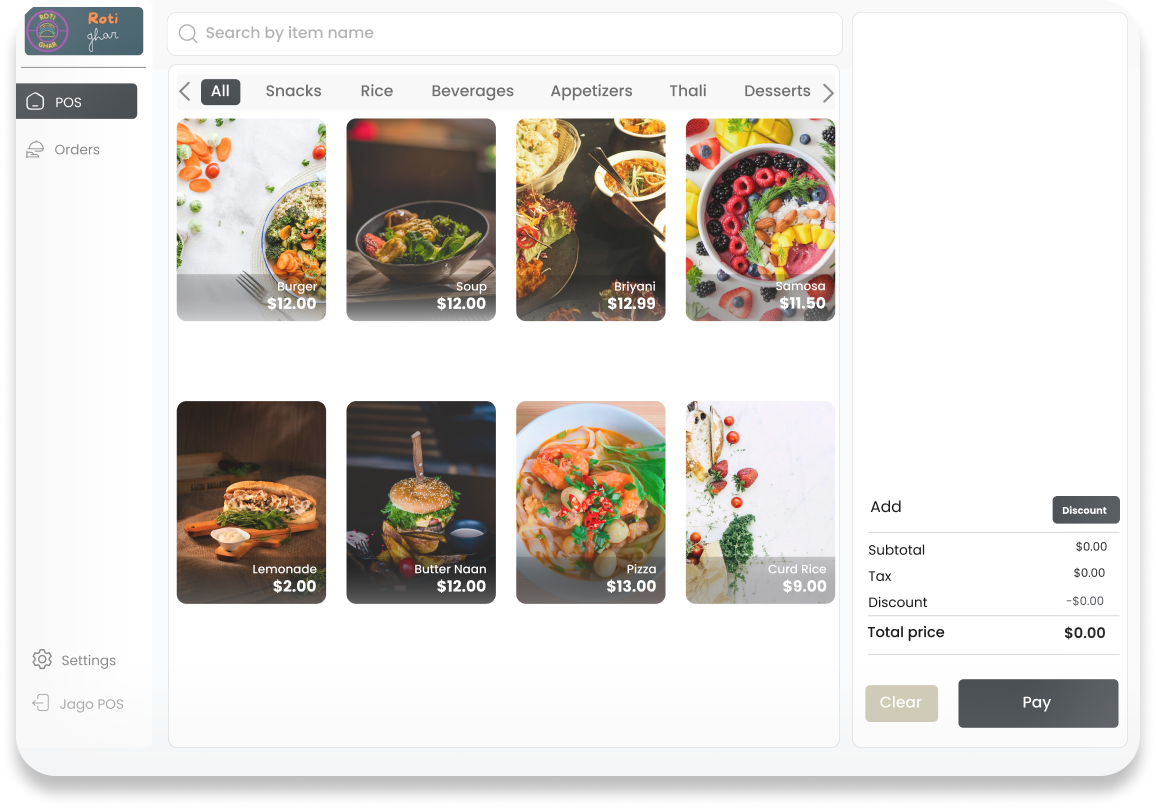 ROTI
GHAR
Roti
ghar
Search by item name
POS
Orders
All Snacks Rice Beverages Appetizers Thali Desserts
Burger
$12.00
Soup
$12.00
Briyani
$12.99
Samosa
$11.50
Lemonade
$2.00
Butter Naan
$12.00
Pizza
$13.00
Curd Rice
$9.00
Settings
Jago POS
Add Discount
Subtotal $0.00
Tax $0.00
Discount -$0.00
Total price $0.00
Clear Pay